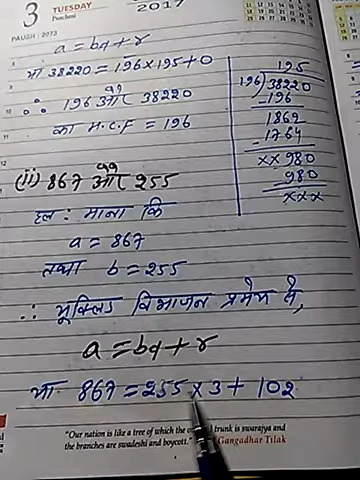 3 TUESDAY 2017
Panchmi
PAUSH - 2073
a = bq + r
या 38220 = 196 × 195 + 0
∴ 196 और 38220
का H.C.F = 196
195
196) 38220
- 196
1862
- 1764
××980
- 980
×××
(ii) 867 और 255
हल : माना कि
a = 867
तथा b = 255
∴ यूक्लिड विभाजन प्रमेय से,
a = bq + r
या 867 = 255 × 3 + 102
"Our nation is like a tree of which the trunk is swarajya and
the branches are swadeshi and boycott." Gangadhar Tilak